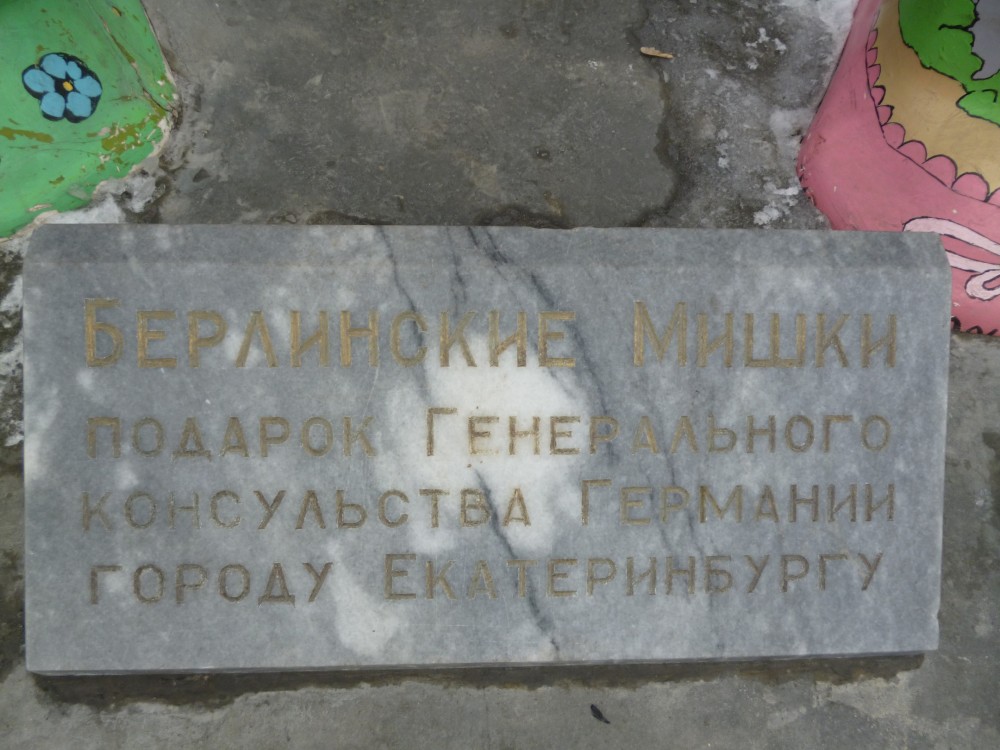 Берлинские Мишки
подарок Генерального
консульства Германии
городу Екатеринбургу